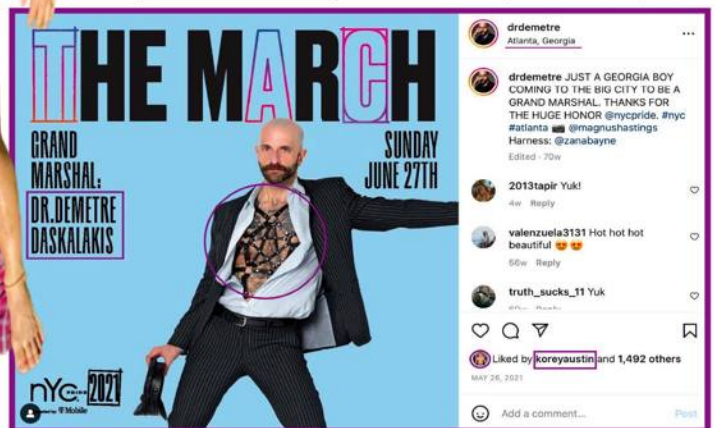 THE MARCH
GRAND
MARSHAL:
DR.DEMETRE
DASKALAKIS
SUNDAY
JUNE 27TH
nYC PRIDE 2021
T Mobile
drdemetre
Atlanta, Georgia
drdemetre JUST A GEORGIA BOY
COMING TO THE BIG CITY TO BE A
GRAND MARSHAL. THANKS FOR
THE HUGE HONOR @nycpride. #nyc
#atlanta 📷 @magnushastings
Harness: @zanabayne
Edited · 70w
2013tapir Yuk!
4w Reply
valenzuela3131 Hot hot hot
beautiful 😍😍
56w Reply
truth_sucks_11 Yuk
Liked by koreyaustin and 1,492 others
MAY 26, 2021
Add a comment...
Post